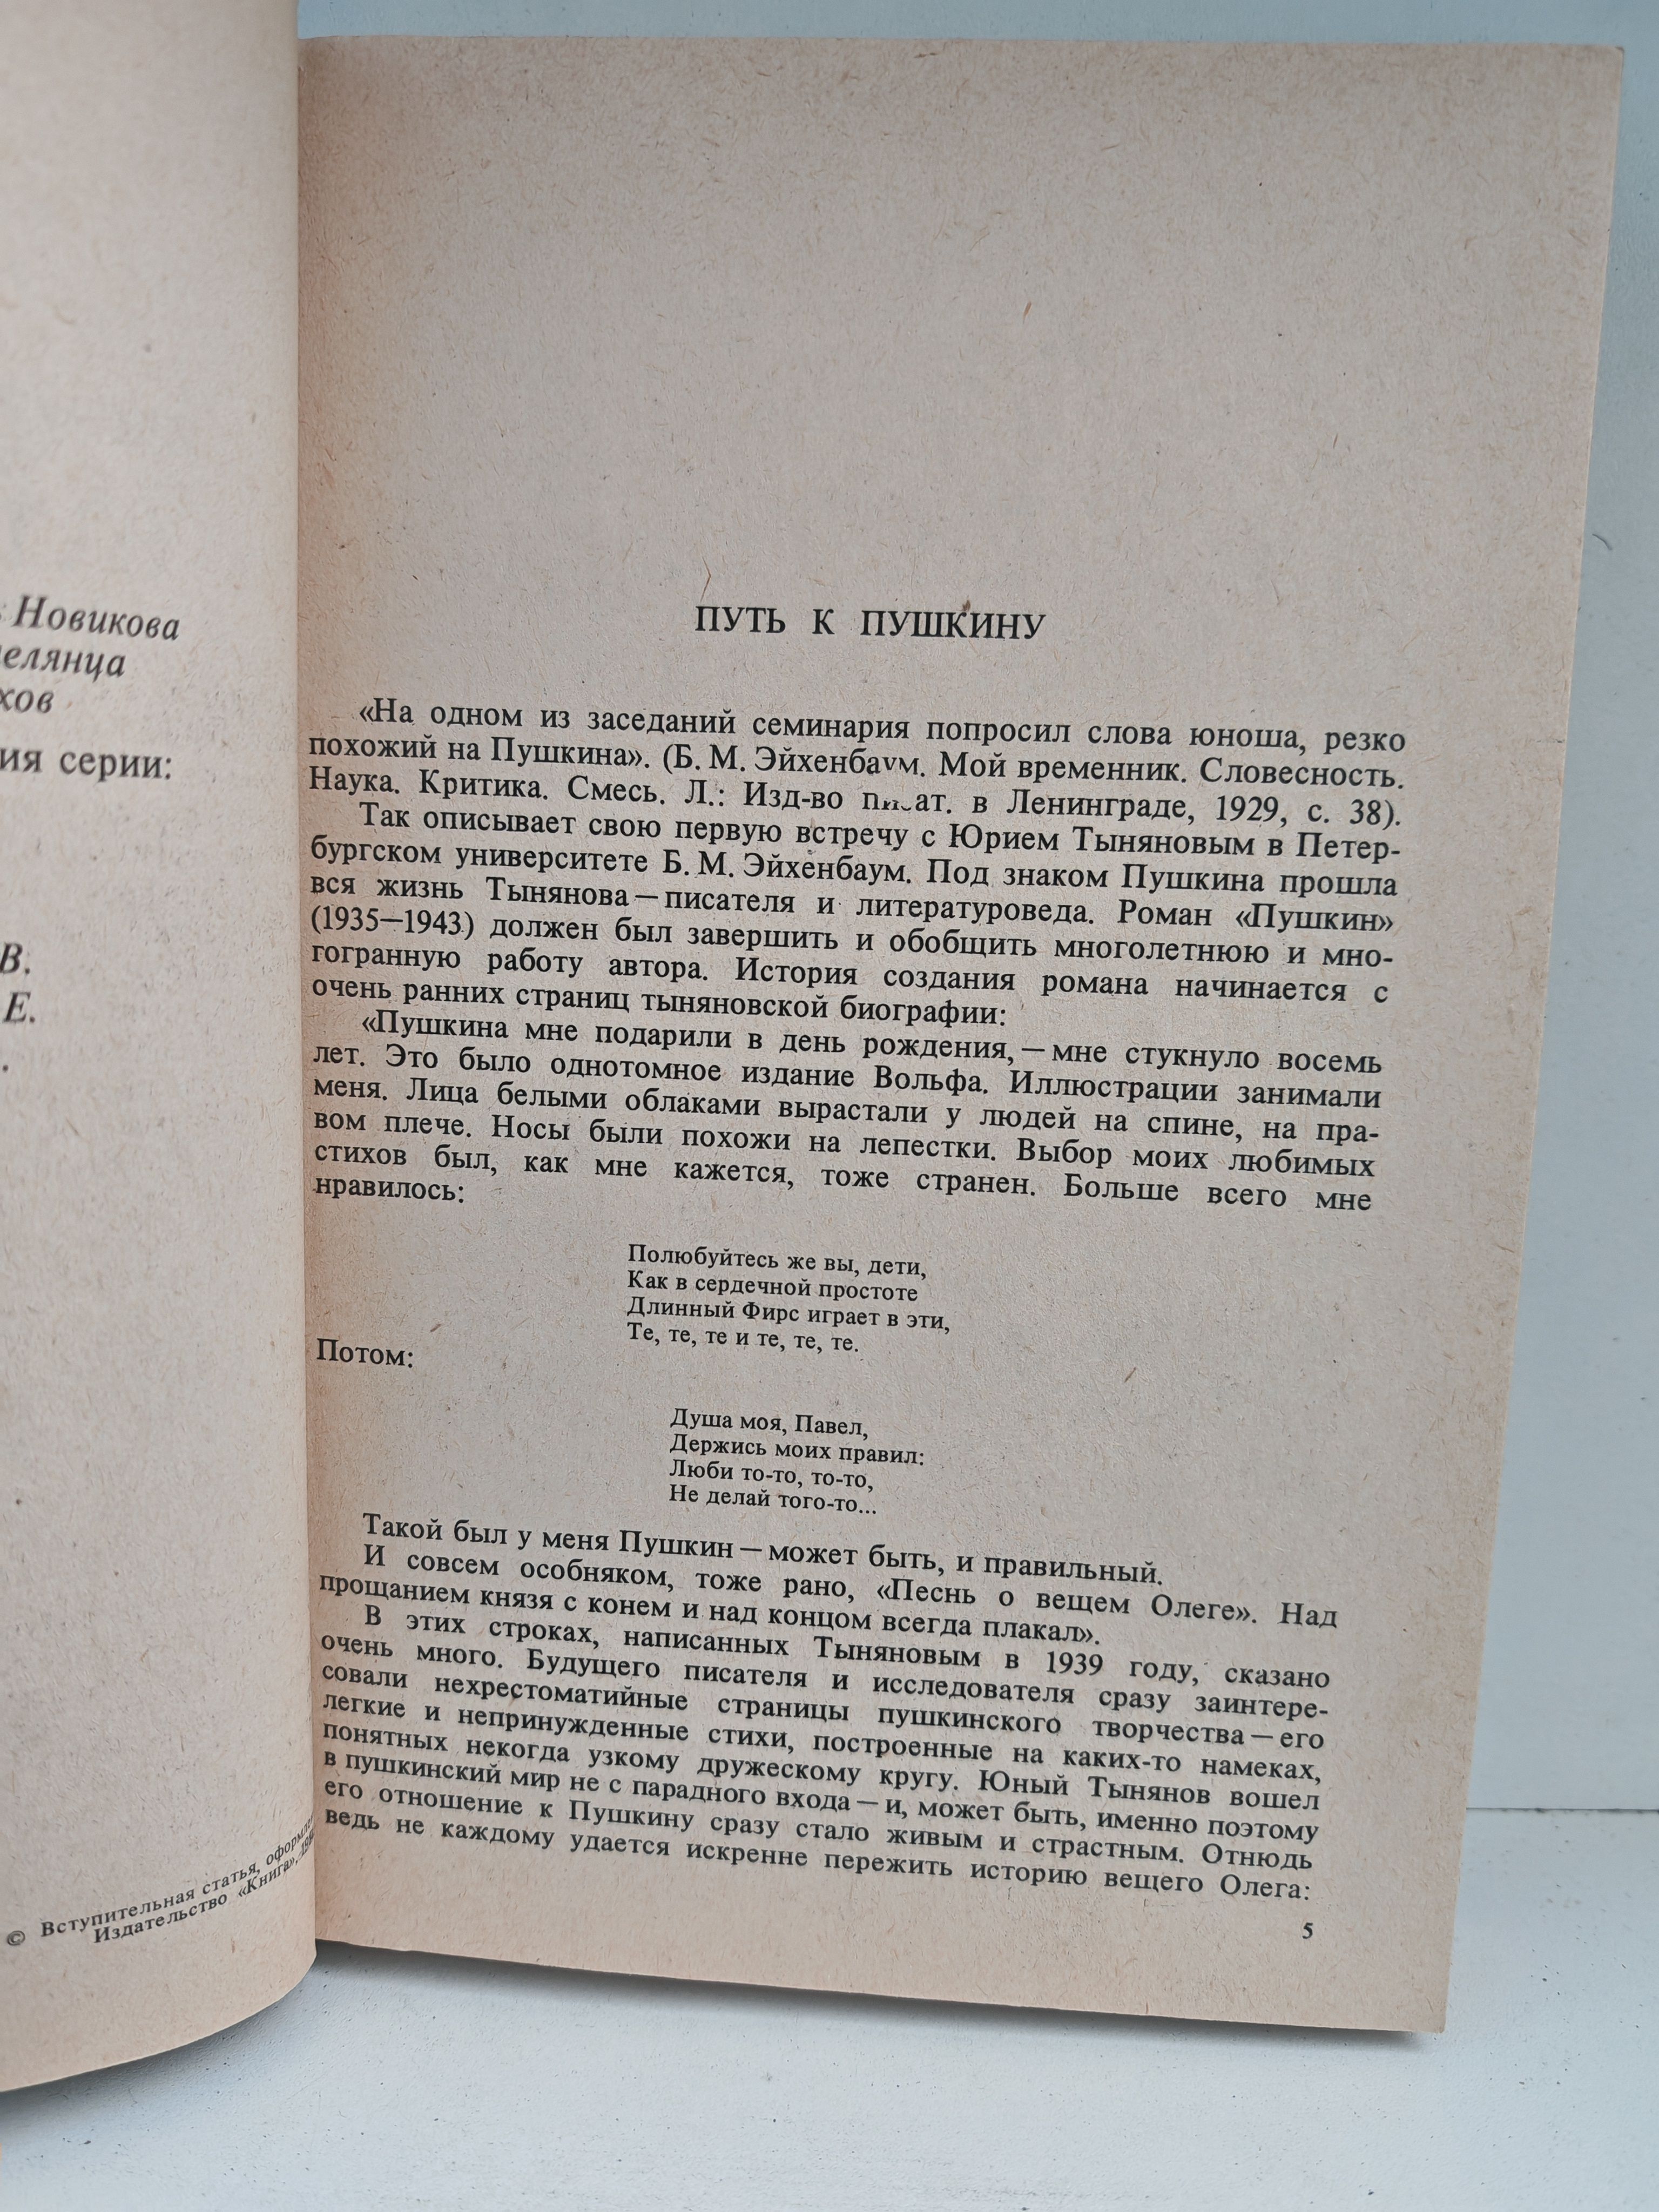 Новикова
елянца
хов
ия серии:
В.
Е.
© Вступительная статья,
Издательство «Книга»,
ПУТЬ К ПУШКИНУ
«На одном из заседаний семинария попросил слова юноша, резко
похожий на Пушкина». (Б. М. Эйхенбаум. Мой временник. Словесность.
Наука. Критика. Смесь. Л.: Изд-во писат. в Ленинграде, 1929, с. 38).
Так описывает свою первую встречу с Юрием Тыняновым в Петер-
бургском университете Б. М. Эйхенбаум. Под знаком Пушкина прошла
вся жизнь Тынянова — писателя и литературоведа. Роман «Пушкин»
(1935—1943) должен был завершить и обобщить многолетнюю и мно-
гогранную работу автора. История создания романа начинается с
очень ранних страниц тыняновской биографии:
«Пушкина мне подарили в день рождения, — мне стукнуло восемь
лет. Это было однотомное издание Вольфа. Иллюстрации занимали
меня. Лица белыми облаками вырастали у людей на спине, на пра-
вом плече. Носы были похожи на лепестки. Выбор моих любимых
стихов был, как мне кажется, тоже странен. Больше всего мне
нравилось:
Полюбуйтесь же вы, дети,
Как в сердечной простоте
Длинный Фирс играет в эти,
Те, те, те и те, те, те.
Потом:
Душа моя, Павел,
Держись моих правил:
Люби то-то, то-то,
Не делай того-то...
Такой был у меня Пушкин — может быть, и правильный.
И совсем особняком, тоже рано, «Песнь о вещем Олеге». Над
прощанием князя с конем и над концом всегда плакал».
В этих строках, написанных Тыняновым в 1939 году, сказано
очень много. Будущего писателя и исследователя сразу заинтере-
совали нехрестоматийные страницы пушкинского творчества — его
легкие и непринужденные стихи, построенные на каких-то намеках,
понятных некогда узкому дружескому кругу. Юный Тынянов вошел
в пушкинский мир не с парадного входа — и, может быть, именно поэтому
его отношение к Пушкину сразу стало живым и страстным. Отнюдь
ведь не каждому удается искренне пережить историю вещего Олега:
5